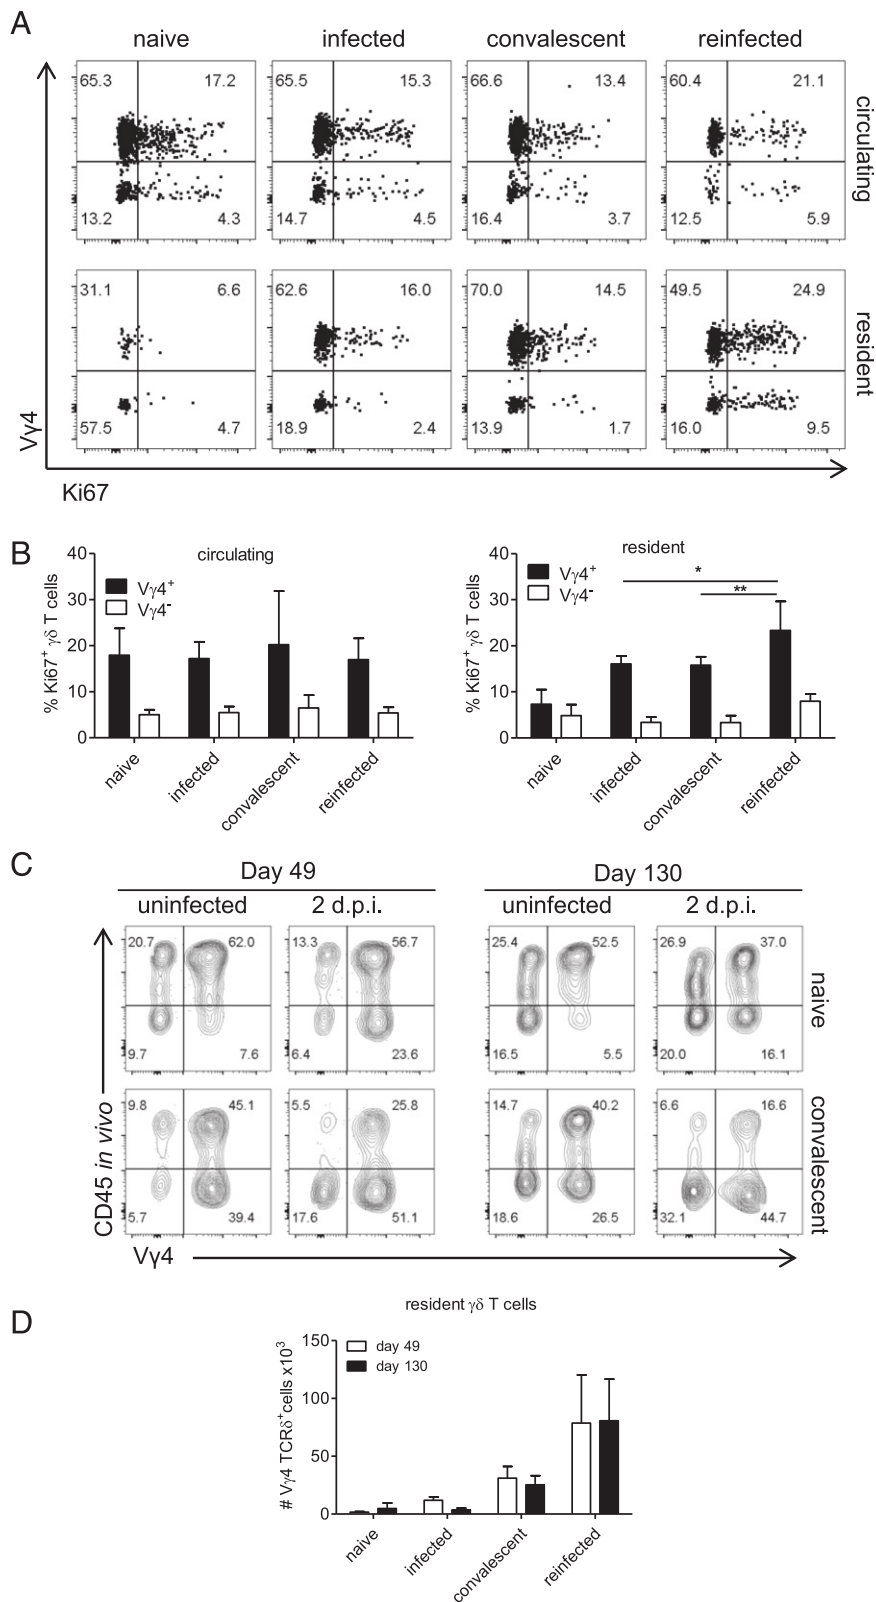 A
naive infected convalescent reinfected
65.3 17.2 65.5 15.3 66.6 13.4 60.4 21.1
circulating
13.2 4.3 14.7 4.5 16.4 3.7 12.5 5.9
31.1 6.6 62.6 16.0 70.0 14.5 49.5 24.9
resident
57.5 4.7 18.9 2.4 13.9 1.7 16.0 9.5
Vγ4
Ki67
B
circulating
% Ki67⁺ γδ T cells
40
30
20
10
0
Vγ4⁺
Vγ4⁻
naive
infected
convalescent
reinfected
resident
% Ki67⁺ γδ T cells
40
30
20
10
0
Vγ4⁺
Vγ4⁻
*
**
naive
infected
convalescent
reinfected
C
Day 49 Day 130
uninfected 2 d.p.i. uninfected 2 d.p.i.
20.7 62.0 13.3 56.7 25.4 52.5 26.9 37.0
naive
9.7 7.6 6.4 23.6 16.5 5.5 20.0 16.1
9.8 45.1 5.5 25.8 14.7 40.2 6.6 16.6
convalescent
5.7 39.4 17.6 51.1 18.6 26.5 32.1 44.7
CD45 in vivo
Vγ4
D
resident γδ T cells
# Vγ4 TCRδ⁺cells x10³
150
100
50
0
day 49
day 130
naive
infected
convalescent
reinfected